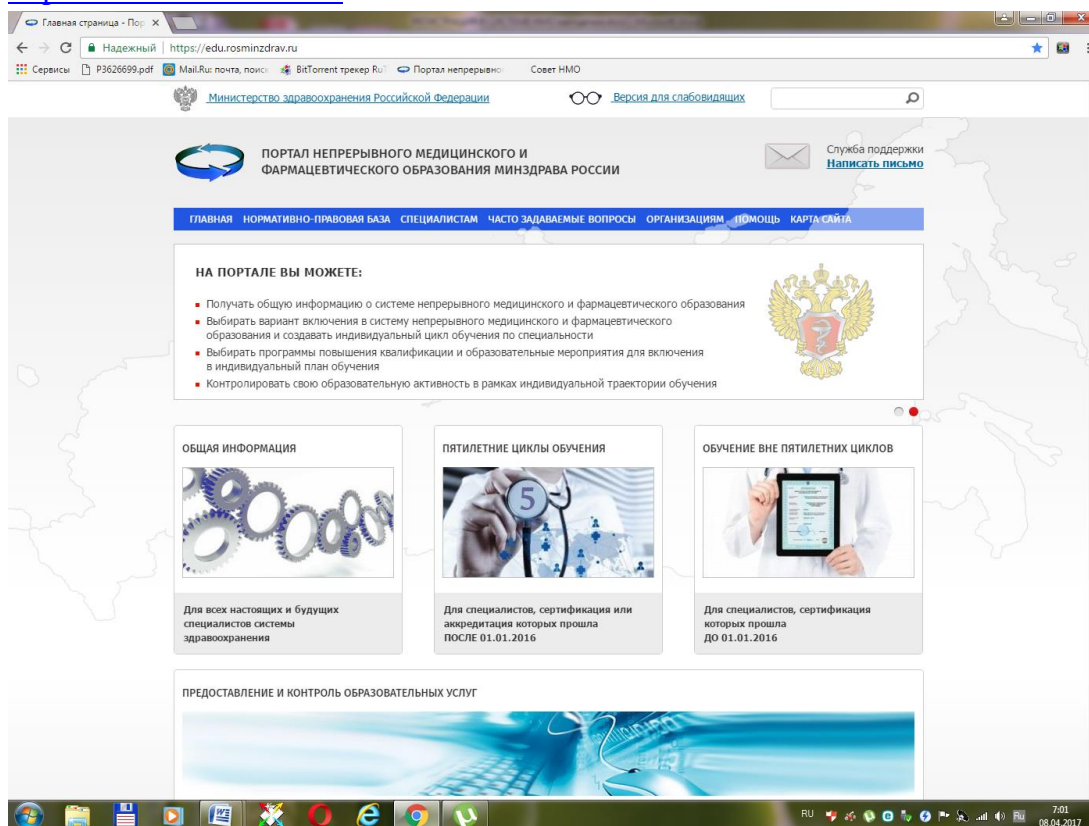 Главная страница - Пор
Надежный
https://edu.rosminzdrav.ru
Сервисы
P3626699.pdf
Mail.Ru: почта, поиск
BitTorrent трекер RuT
Портал непрерывно
Совет НМО
Министерство здравоохранения Российской Федерации
Версия для слабовидящих
ПОРТАЛ НЕПРЕРЫВНОГО МЕДИЦИНСКОГО И
ФАРМАЦЕВТИЧЕСКОГО ОБРАЗОВАНИЯ МИНЗДРАВА РОССИИ
Служба поддержки
Написать письмо
ГЛАВНАЯ НОРМАТИВНО-ПРАВОВАЯ БАЗА СПЕЦИАЛИСТАМ ЧАСТО ЗАДАВАЕМЫЕ ВОПРОСЫ ОРГАНИЗАЦИЯМ ПОМОЩЬ КАРТА САЙТА
НА ПОРТАЛЕ ВЫ МОЖЕТЕ:
Получать общую информацию о системе непрерывного медицинского и фармацевтического образования
Выбирать вариант включения в систему непрерывного медицинского и фармацевтического
образования и создавать индивидуальный цикл обучения по специальности
Выбирать программы повышения квалификации и образовательные мероприятия для включения
в индивидуальный план обучения
Контролировать свою образовательную активность в рамках индивидуальной траектории обучения
ОБЩАЯ ИНФОРМАЦИЯ
Для всех настоящих и будущих
специалистов системы
здравоохранения
ПЯТИЛЕТНИЕ ЦИКЛЫ ОБУЧЕНИЯ
5
Для специалистов, сертификация или
аккредитация которых прошла
ПОСЛЕ 01.01.2016
ОБУЧЕНИЕ ВНЕ ПЯТИЛЕТНИХ ЦИКЛОВ
Для специалистов, сертификация
которых прошла
ДО 01.01.2016
ПРЕДОСТАВЛЕНИЕ И КОНТРОЛЬ ОБРАЗОВАТЕЛЬНЫХ УСЛУГ
RU
Ru
7:01
08.04.2017